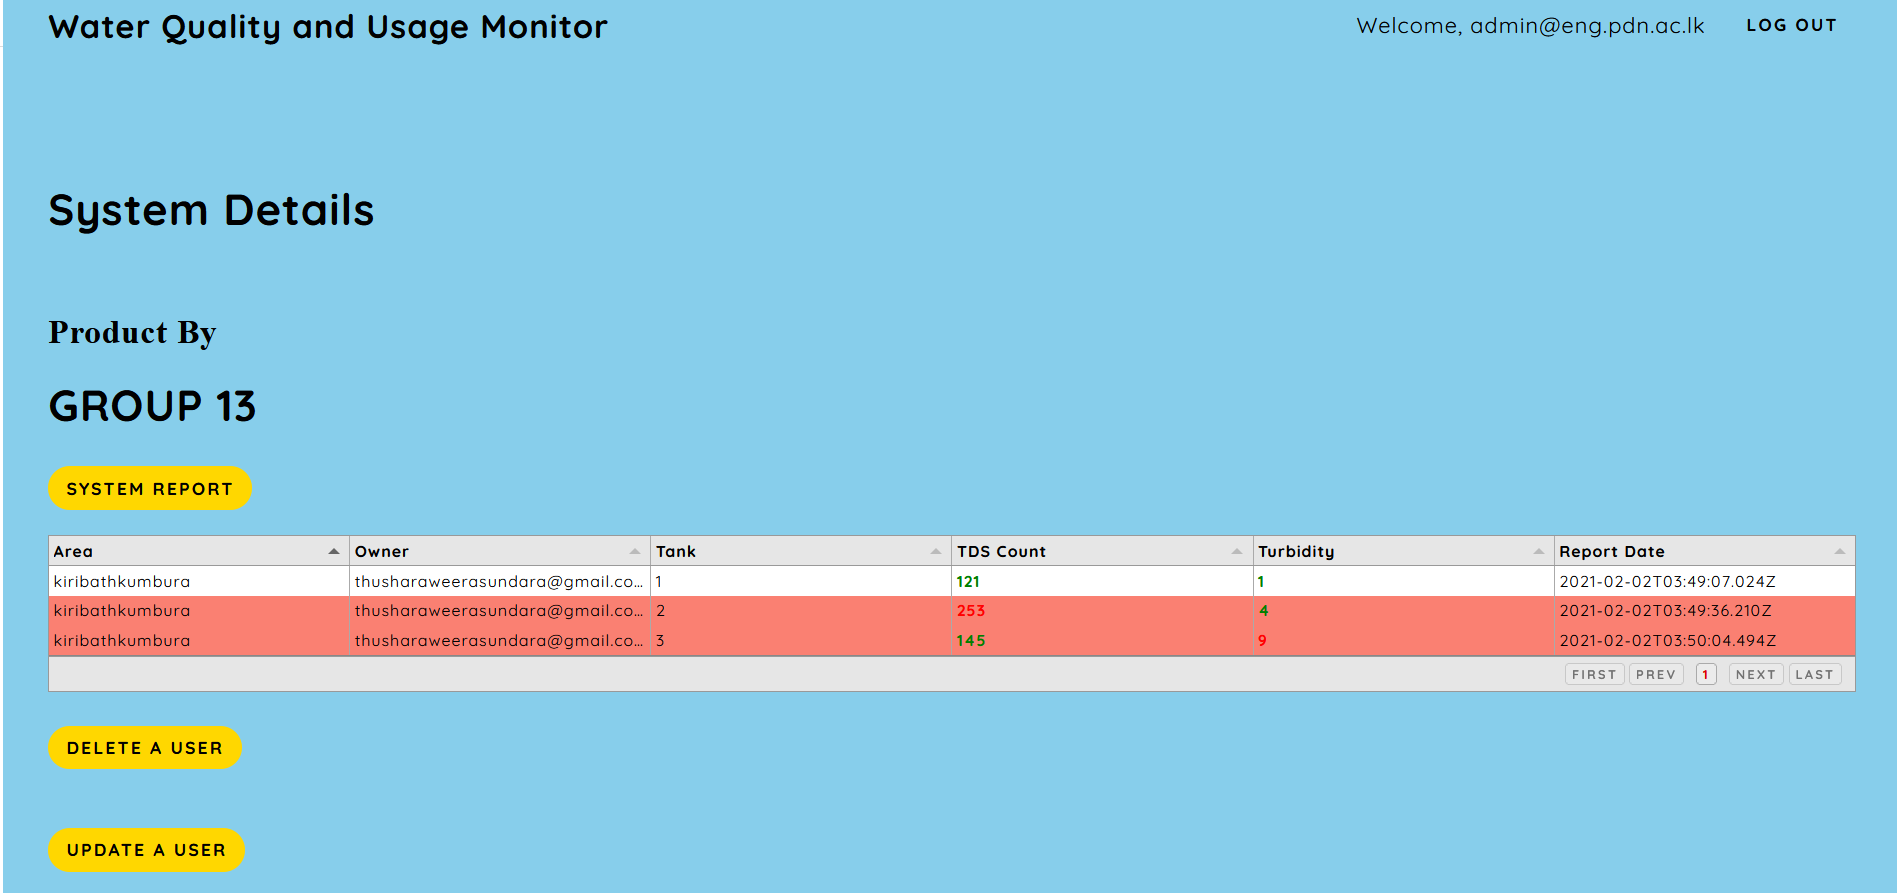 Water Quality and Usage Monitor
Welcome, admin@eng.pdn.ac.lk LOG OUT
System Details
Product By
GROUP 13
SYSTEM REPORT
Area Owner Tank TDS Count Turbidity Report Date
kiribathkumbura thusharaweerasundara@gmail.co... 1 121 1 2021-02-02T03:49:07.024Z
kiribathkumbura thusharaweerasundara@gmail.co... 2 253 4 2021-02-02T03:49:36.210Z
kiribathkumbura thusharaweerasundara@gmail.co... 3 145 9 2021-02-02T03:50:04.494Z
FIRST PREV 1 NEXT LAST
DELETE A USER
UPDATE A USER